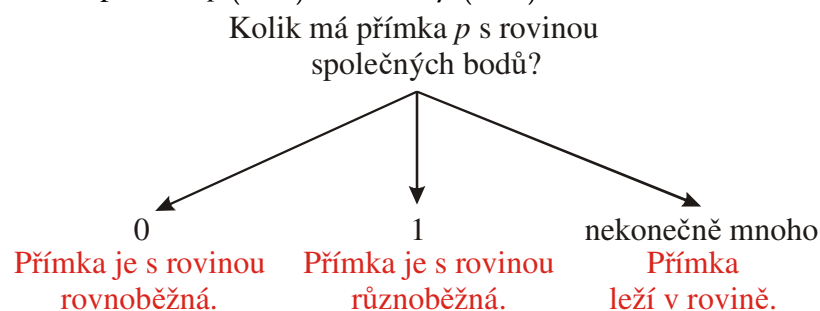 Kolik má přímka p s rovinou
společných bodů?
0
1
nekonečně mnoho
Přímka je s rovinou
rovnoběžná.
Přímka je s rovinou
různoběžná.
Přímka
leží v rovině.